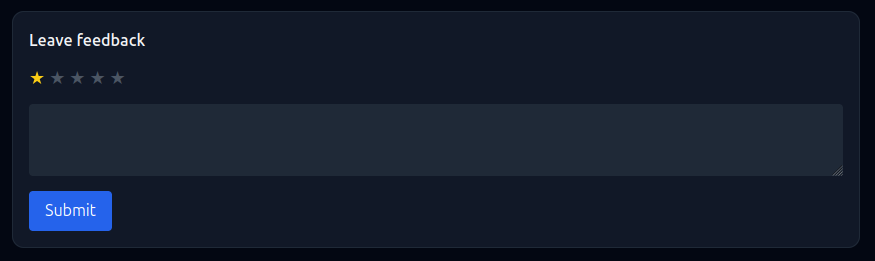 Leave feedback
★ ★ ★ ★ ★
Submit